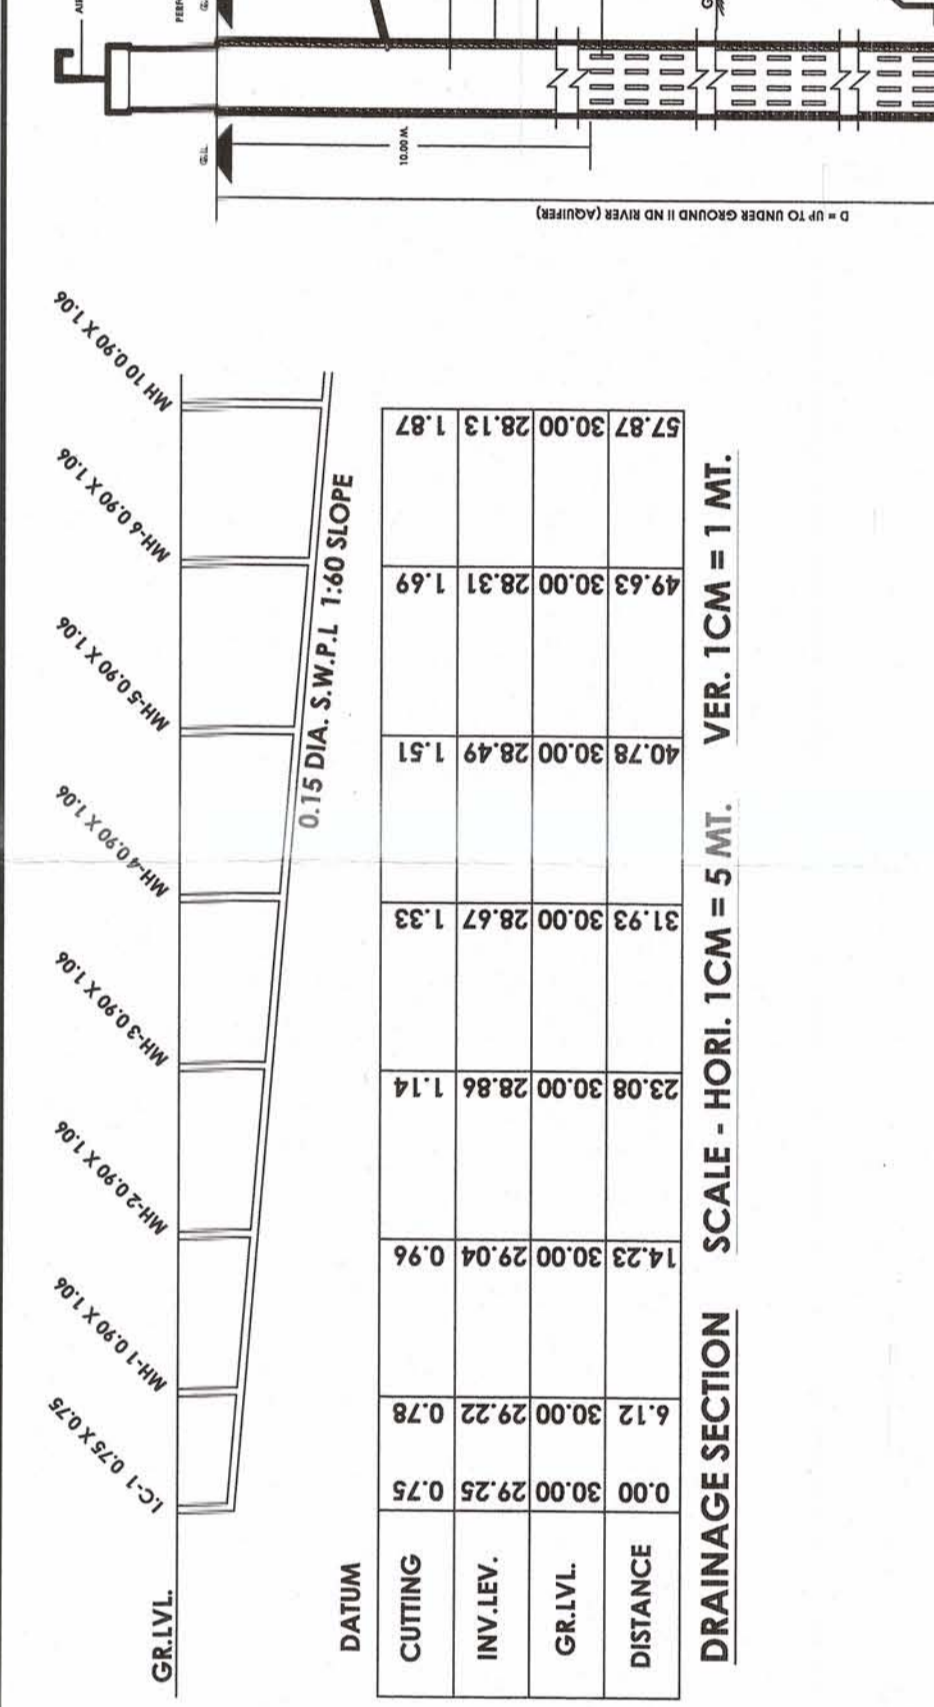 GR.LVL.
I.C-1 0.75 X 0.75
MH-1 0.90 X 1.06
MH-2 0.90 X 1.06
MH-3 0.90 X 1.06
MH-4 0.90 X 1.06
MH-5 0.90 X 1.06
MH-6 0.90 X 1.06
MH 10 0.90 X 1.06
0.15 DIA. S.W.P.L 1:60 SLOPE
DATUM
CUTTING 0.75 0.78 0.96 1.14 1.33 1.51 1.69 1.87
INV.LEV. 29.25 29.22 29.04 28.86 28.67 28.49 28.31 28.13
GR.LVL. 30.00 30.00 30.00 30.00 30.00 30.00 30.00 30.00
DISTANCE 0.00 6.12 14.23 23.08 31.93 40.78 49.63 57.87
DRAINAGE SECTION SCALE - HORI. 1CM = 5 MT. VER. 1CM = 1 MT.
G.L.
10.00 M.
D = UP TO UNDER GROUND II ND RIVER (AQUIFER)